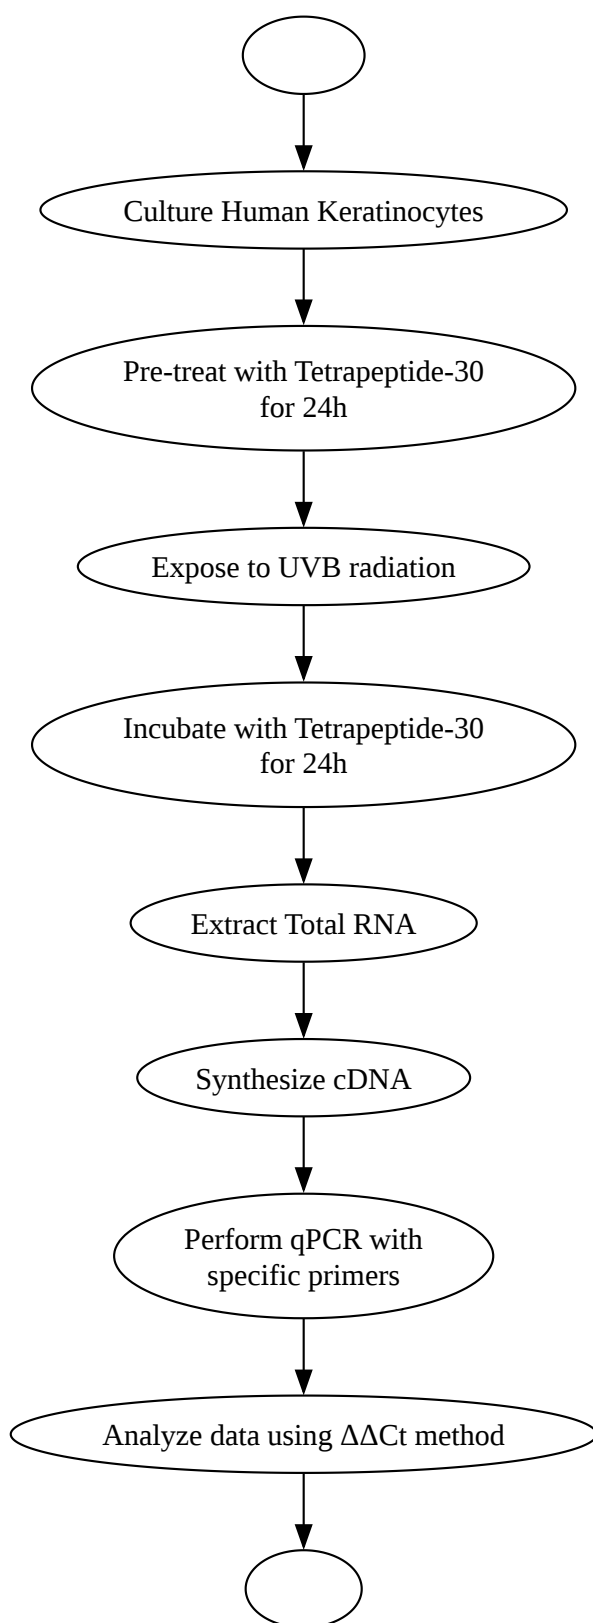 Culture Human Keratinocytes
Pre-treat with Tetrapeptide-30
for 24h
Expose to UVB radiation
Incubate with Tetrapeptide-30
for 24h
Extract Total RNA
Synthesize cDNA
Perform qPCR with
specific primers
Analyze data using ΔΔCt method